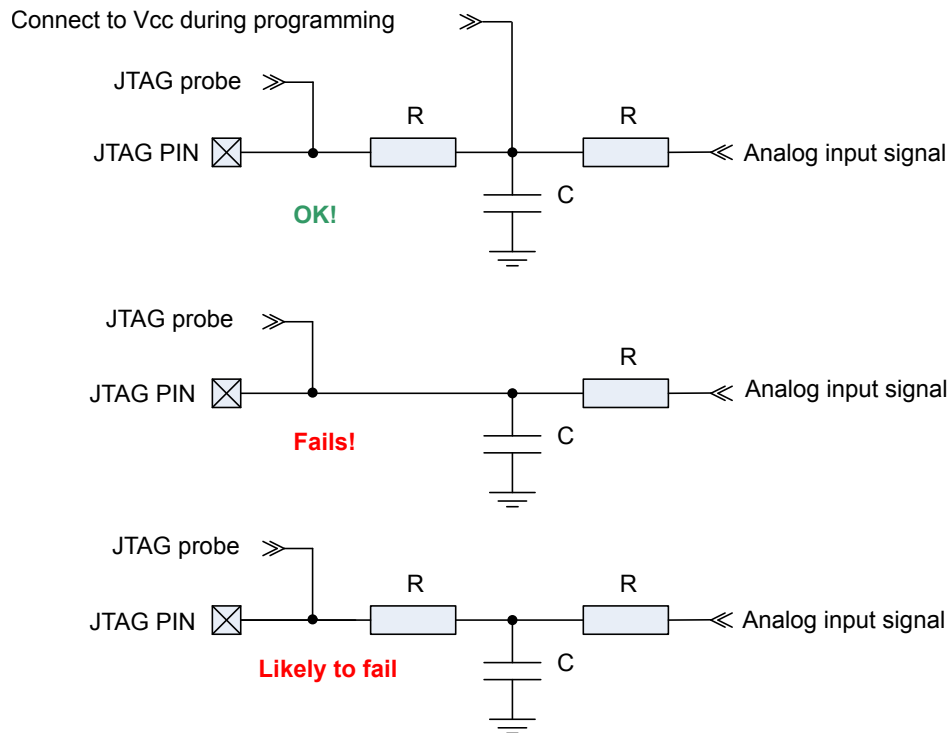 Connect to Vcc during programming
JTAG probe
R
R
JTAG PIN
Analog input signal
C
OK!
JTAG probe
R
JTAG PIN
Analog input signal
C
Fails!
JTAG probe
R
R
JTAG PIN
Analog input signal
C
Likely to fail